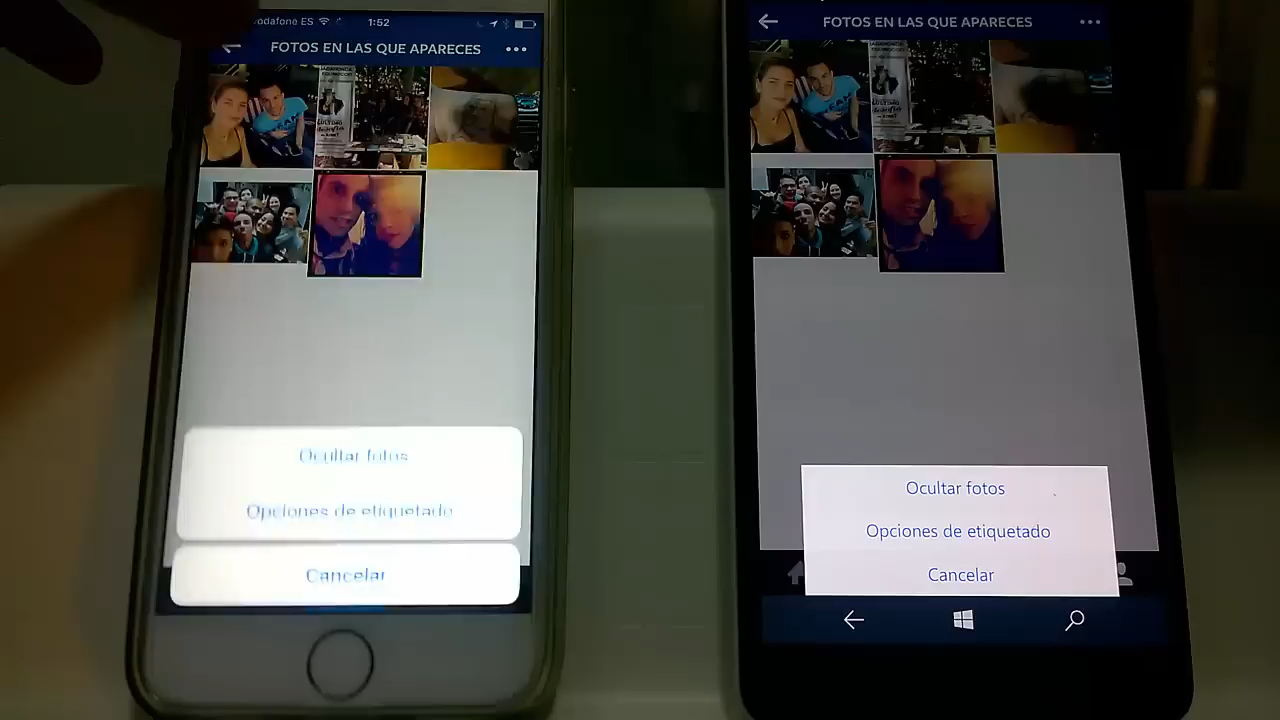 vodafone ES
1:52
FOTOS EN LAS QUE APARECES
Ocultar fotos
Opciones de etiquetado
Cancelar
FOTOS EN LAS QUE APARECES
Ocultar fotos
Opciones de etiquetado
Cancelar